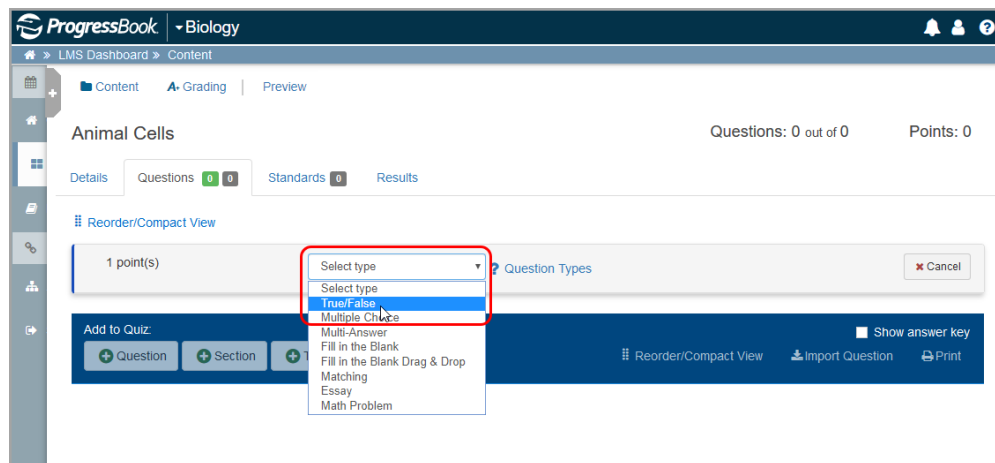 ProgressBook Biology
» LMS Dashboard » Content
Content A+ Grading | Preview
Animal Cells Questions: 0 out of 0 Points: 0
Details Questions 0 0 Standards 0 Results
Reorder/Compact View
1 point(s) Select type ? Question Types × Cancel
Select type
True/False
Multiple Choice
Multi-Answer
Fill in the Blank
Fill in the Blank Drag & Drop
Matching
Essay
Math Problem
Add to Quiz: Show answer key
Question Section Reorder/Compact View Import Question Print